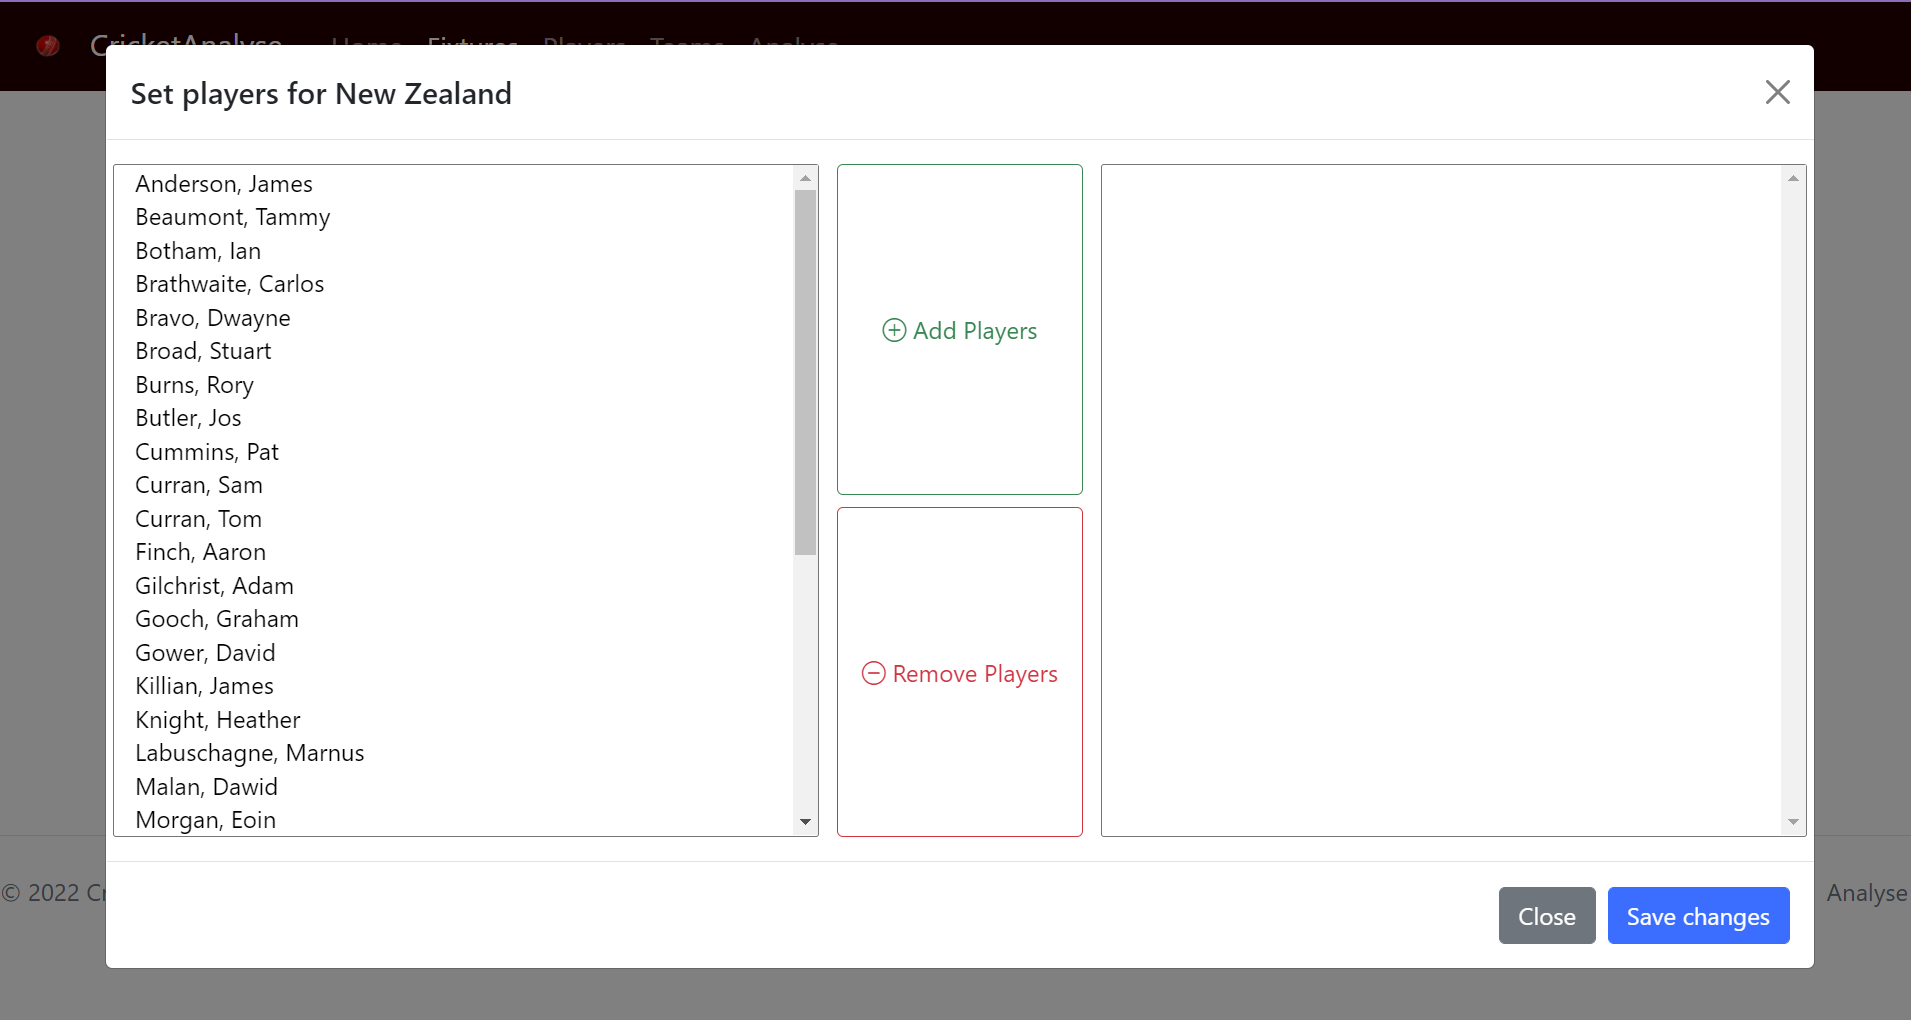 CricketAnalyse Home Fixtures Players Teams Analyse
Set players for New Zealand
Anderson, James
Beaumont, Tammy
Botham, Ian
Brathwaite, Carlos
Bravo, Dwayne
Broad, Stuart
Burns, Rory
Butler, Jos
Cummins, Pat
Curran, Sam
Curran, Tom
Finch, Aaron
Gilchrist, Adam
Gooch, Graham
Gower, David
Killian, James
Knight, Heather
Labuschagne, Marnus
Malan, Dawid
Morgan, Eoin
Add Players
Remove Players
© 2022 Cr
Analyse
Close
Save changes